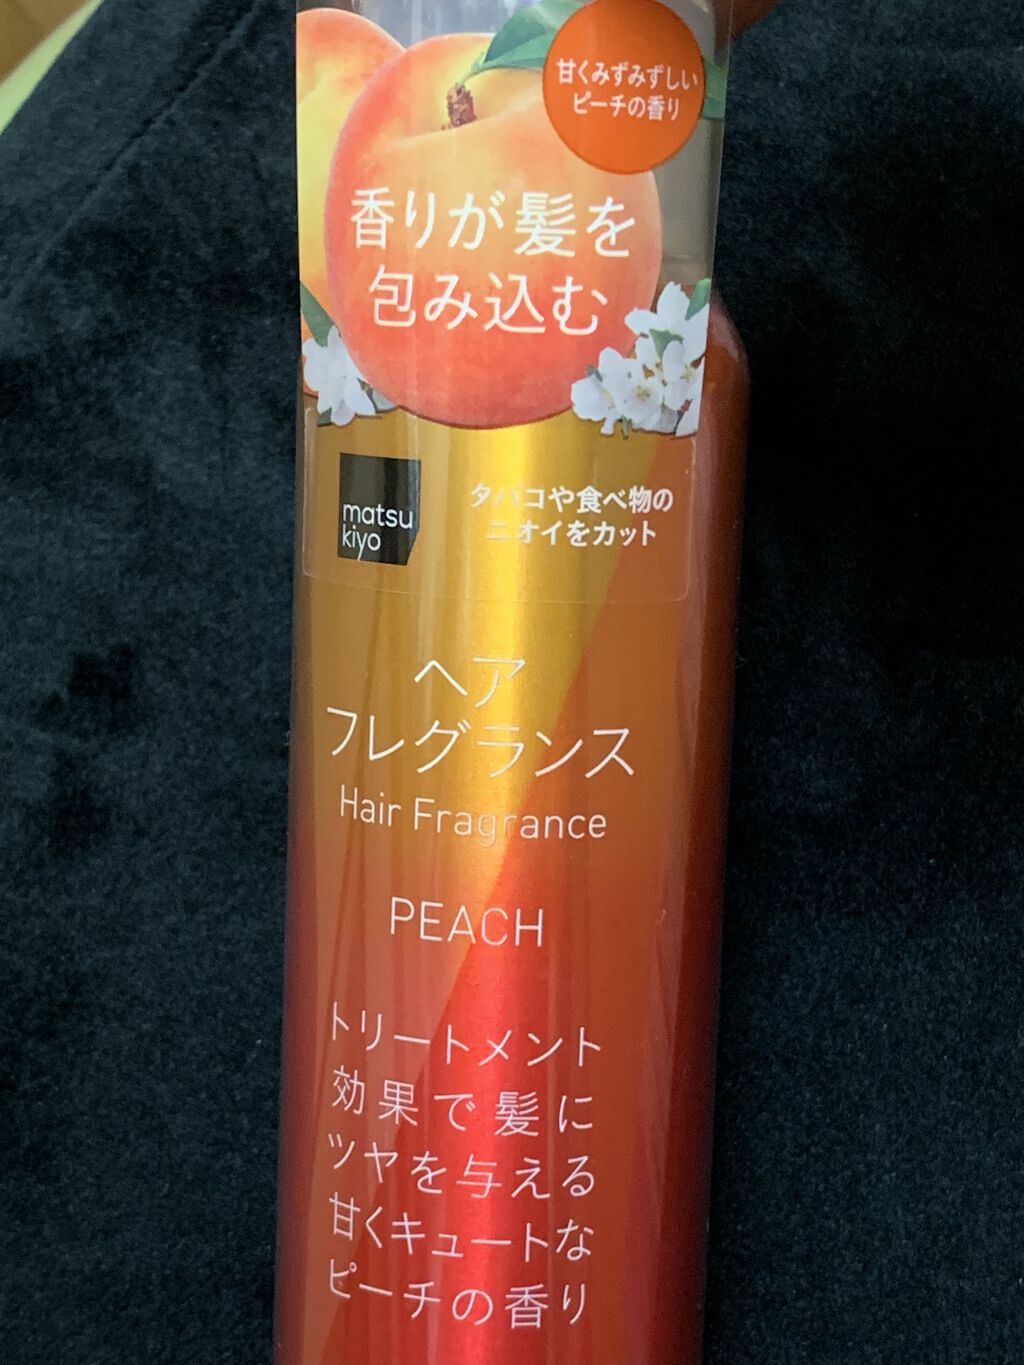 甘くみずみずしい
ピーチの香り
香りが髪を
包み込む
matsu
kiyo
タバコや食べ物の
ニオイをカット
ヘア
フレグランス
Hair Fragrance
PEACH
トリートメント
効果で髪に
ツヤを与える
甘くキュートな
ピーチの香り